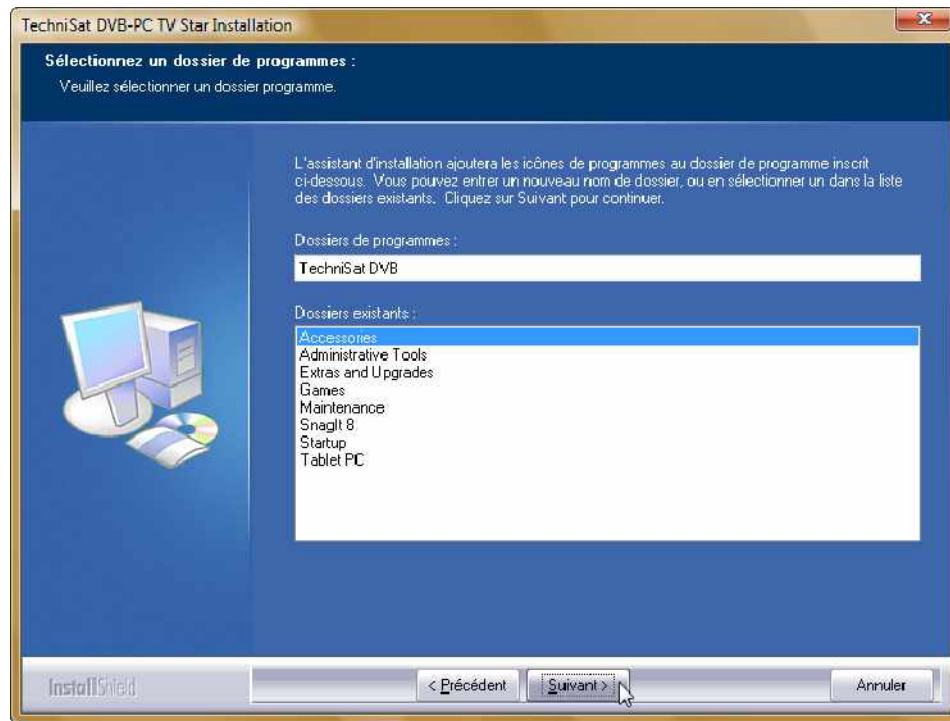 TechniSat DVB-PC TV Star Installation
Sélectionnez un dossier de programmes :
Veuillez sélectionner un dossier programme.
L'assistant d'installation ajoutera les icônes de programmes au dossier de programme inscrit
ci-dessous. Vous pouvez entrer un nouveau nom de dossier, ou en sélectionner un dans la liste
des dossiers existants. Cliquez sur Suivant pour continuer.
Dossiers de programmes :
TechniSat DVB
Dossiers existants :
Accessories
Administrative Tools
Extras and Upgrades
Games
Maintenance
SnagIt 8
Startup
Tablet PC
InstallShield
< Précédent
Suivant >
Annuler